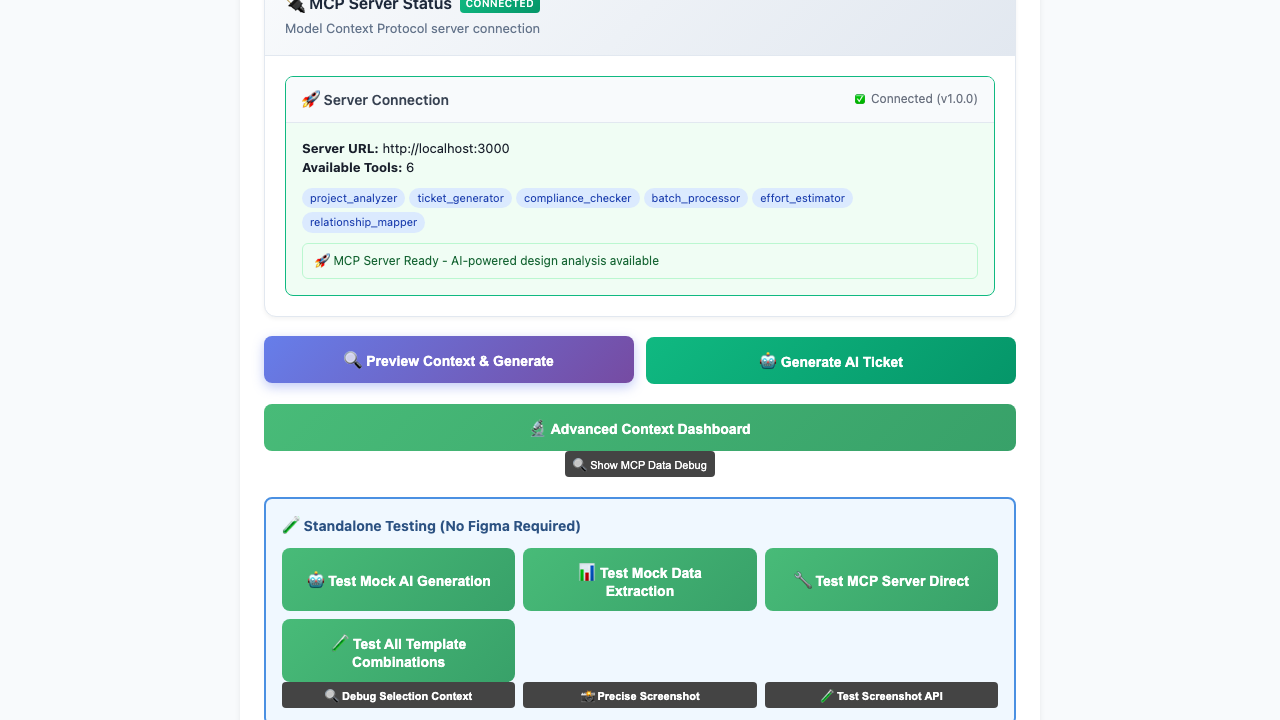 MCP Server Status CONNECTED
Model Context Protocol server connection
Server Connection
Connected (v1.0.0)
Server URL: http://localhost:3000
Available Tools: 6
project_analyzer ticket_generator compliance_checker batch_processor effort_estimator
relationship_mapper
MCP Server Ready - AI-powered design analysis available
Preview Context & Generate
Generate AI Ticket
Advanced Context Dashboard
Show MCP Data Debug
Standalone Testing (No Figma Required)
Test Mock AI Generation
Test Mock Data
Extraction
Test MCP Server Direct
Test All Template
Combinations
Debug Selection Context
Precise Screenshot
Test Screenshot API